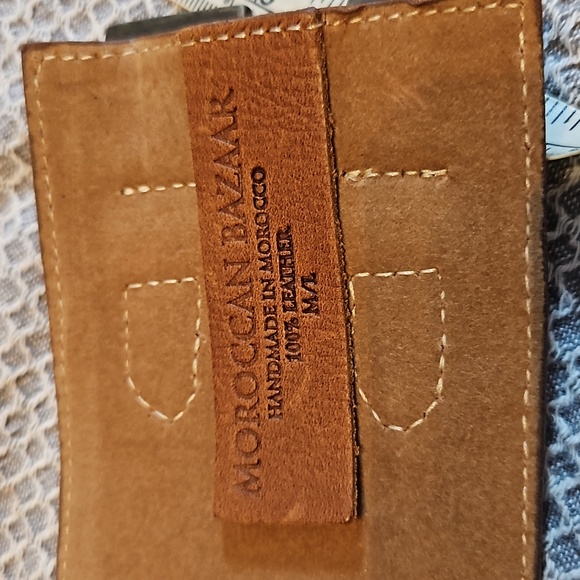 MOROCCAN BAZAAR
HANDMADE IN MOROCCO
100% LEATHER
M/L